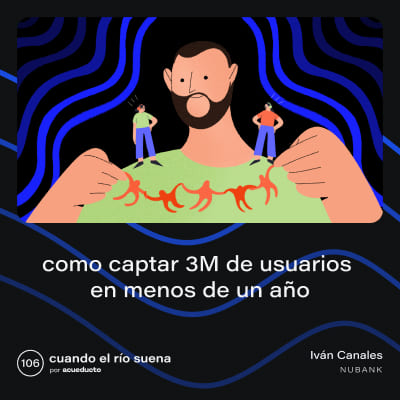 como captar 3M de usuarios
en menos de un año
106
cuando el río suena
por acueducto
Iván Canales
NUBANK